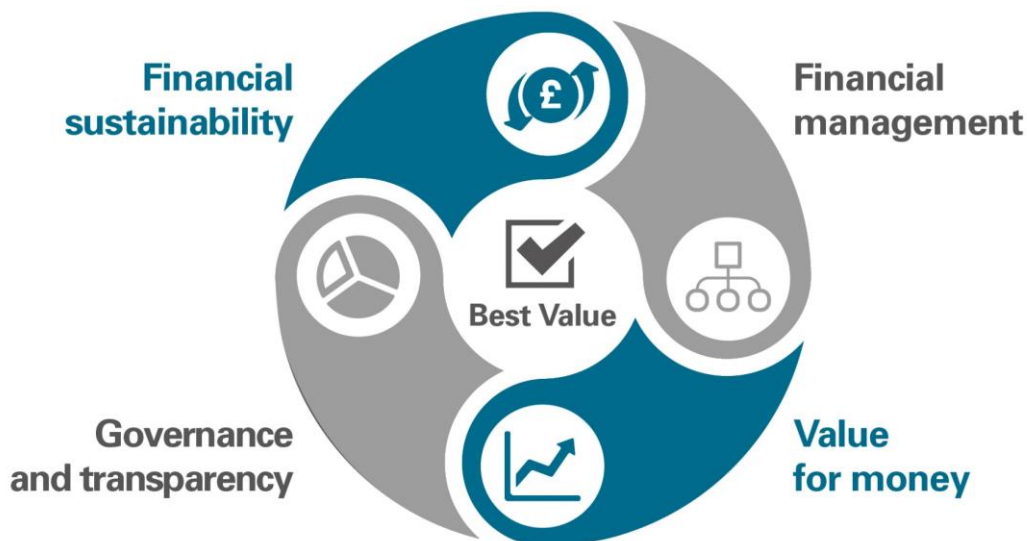 Financial
sustainability
£
Financial
management
Best Value
Governance
and transparency
Value
for money